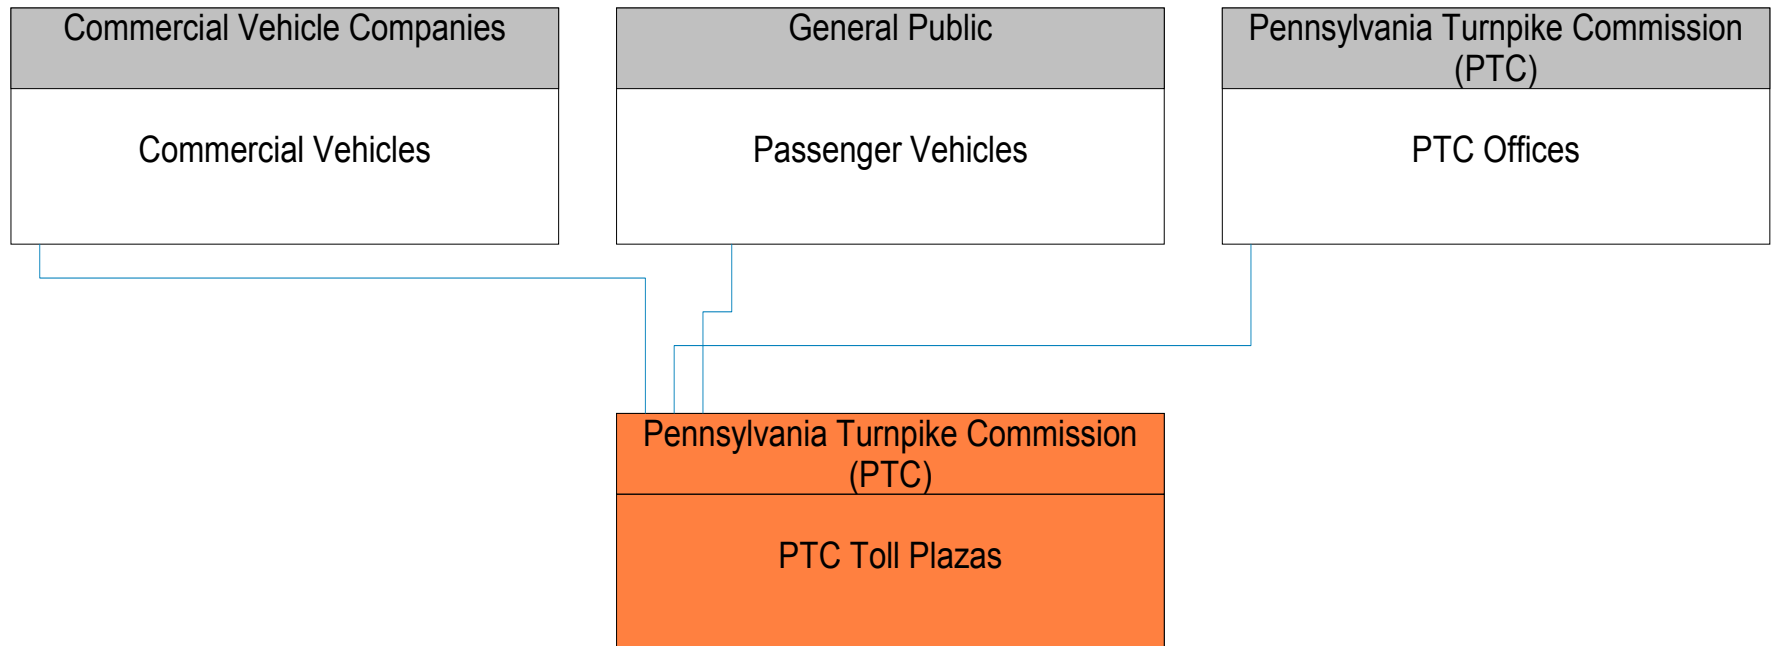 Commercial Vehicle Companies
Commercial Vehicles
General Public
Passenger Vehicles
Pennsylvania Turnpike Commission
(PTC)
PTC Offices
Pennsylvania Turnpike Commission
(PTC)
PTC Toll Plazas